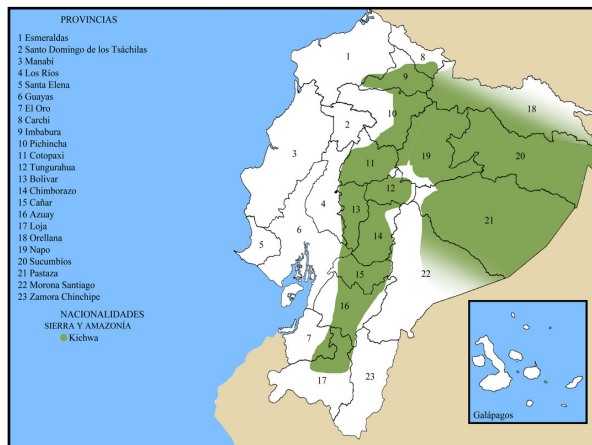 PROVINCIAS
1 Esmeraldas
2 Santo Domingo de los Tsáchilas
3 Manabí
4 Los Ríos
5 Santa Elena
6 Guayas
7 El Oro
8 Carchi
9 Imbabura
10 Pichincha
11 Cotopaxi
12 Tungurahua
13 Bolívar
14 Chimborazo
15 Cañar
16 Azuay
17 Loja
18 Orellana
19 Napo
20 Sucumbíos
21 Pastaza
22 Morona Santiago
23 Zamora Chinchipe
NACIONALIDADES
SIERRA Y AMAZONÍA
Kichwa
1
8
9
18
10
2
3
11
19
20
12
4
13
21
6
14
5
15
22
16
7
17
23
Galápagos